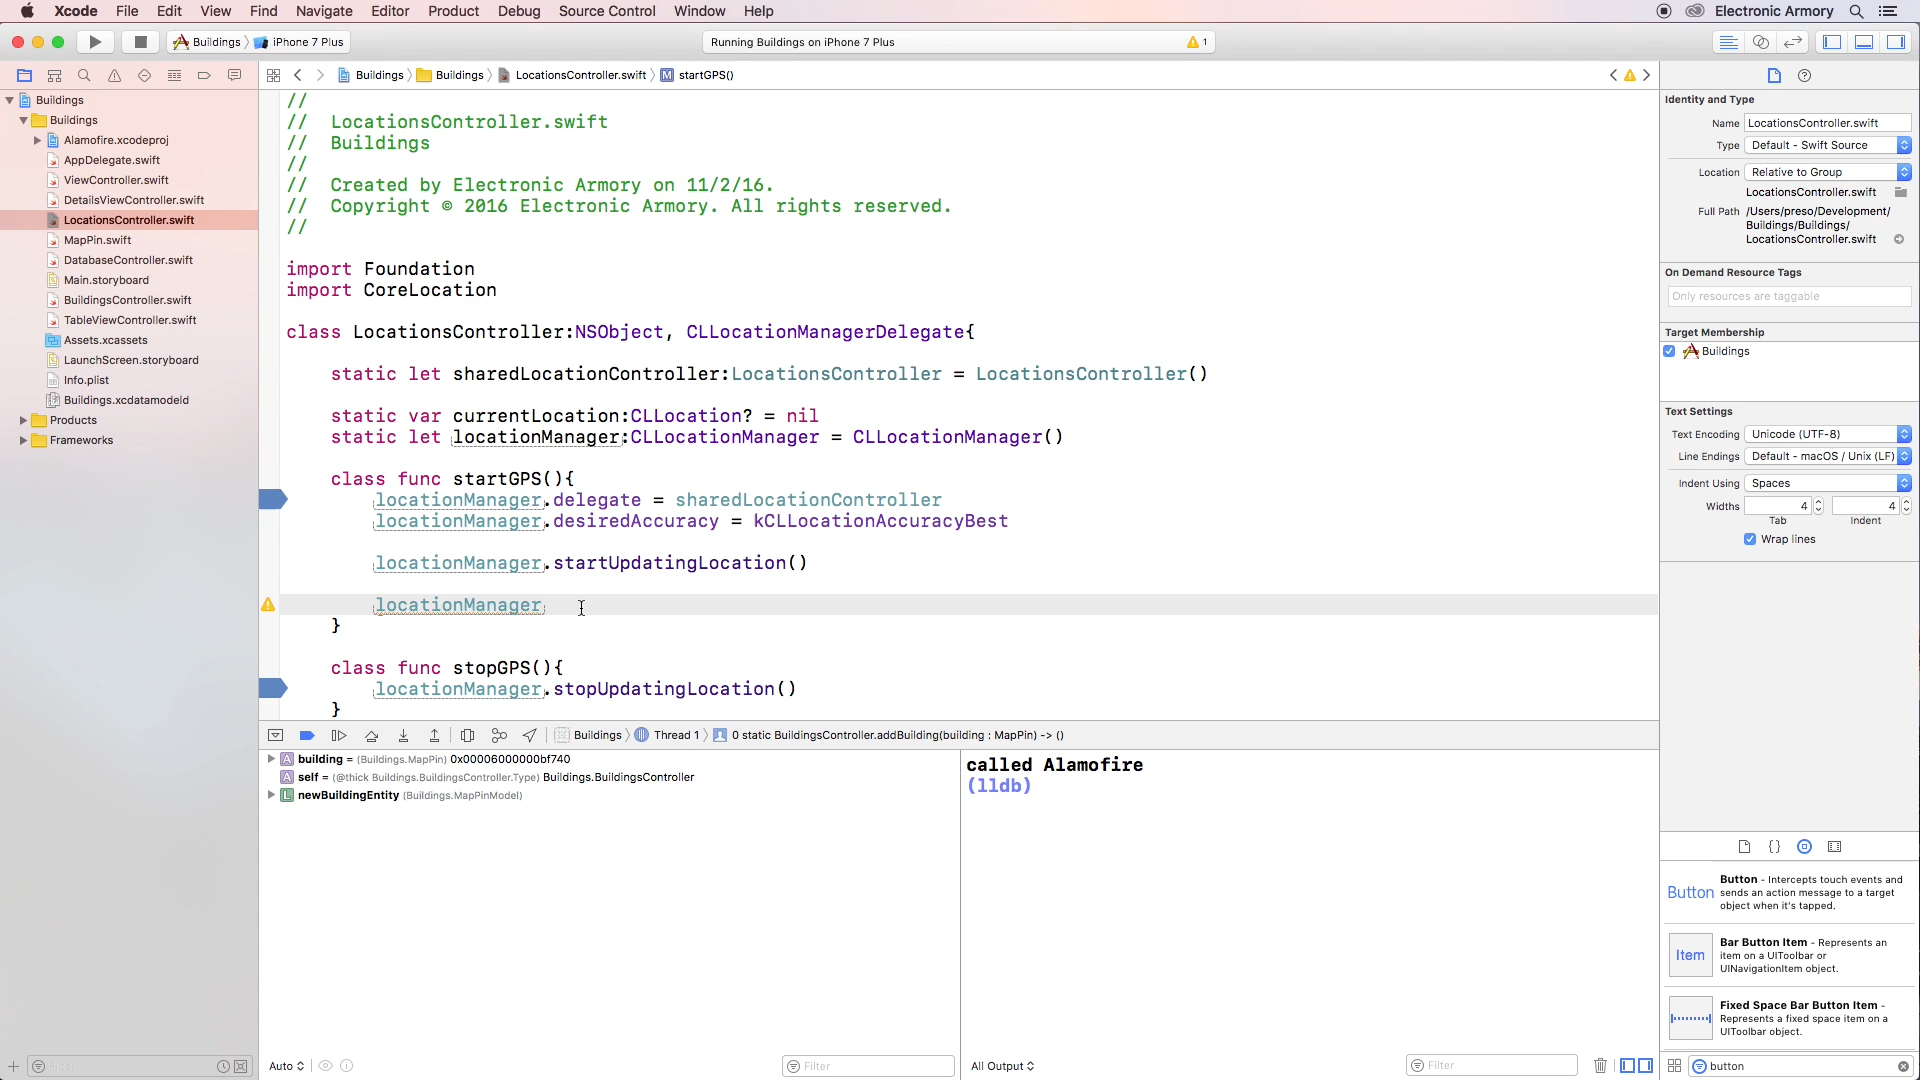 Xcode File Edit View Find Navigate Editor Product Debug Source Control Window Help Electronic Armory
Buildings iPhone 7 Plus Running Buildings on iPhone 7 Plus 1
Buildings Buildings LocationsController.swift M startGPS()
Buildings
Buildings
Alamofire.xcodeproj
AppDelegate.swift
ViewController.swift
DetailsViewController.swift
LocationsController.swift
MapPin.swift
DatabaseController.swift
Main.storyboard
BuildingsController.swift
TableViewController.swift
Assets.xcassets
LaunchScreen.storyboard
Info.plist
Buildings.xcdatamodeld
Products
Frameworks
Filter
//
// LocationsController.swift
// Buildings
//
// Created by Electronic Armory on 11/2/16.
// Copyright © 2016 Electronic Armory. All rights reserved.
//
import Foundation
import CoreLocation
class LocationsController:NSObject, CLLocationManagerDelegate{
static let sharedLocationController:LocationsController = LocationsController()
static var currentLocation:CLLocation? = nil
static let locationManager:CLLocationManager = CLLocationManager()
class func startGPS(){
locationManager.delegate = sharedLocationController
locationManager.desiredAccuracy = kCLLocationAccuracyBest
locationManager.startUpdatingLocation()
locationManager
}
class func stopGPS(){
locationManager.stopUpdatingLocation()
}
Buildings Thread 1 0 static BuildingsController.addBuilding(building : MapPin) -> ()
A building = (Buildings.MapPin) 0x00006000000bf740
A self = (@thick Buildings.BuildingsController.Type) Buildings.BuildingsController
L newBuildingEntity (Buildings.MapPinModel)
Auto Filter
called Alamofire
(lldb)
All Output Filter
Identity and Type
Name LocationsController.swift
Type Default - Swift Source
Location Relative to Group
LocationsController.swift
Full Path /Users/preso/Development/
Buildings/Buildings/
LocationsController.swift
On Demand Resource Tags
Only resources are taggable
Target Membership
Buildings
Text Settings
Text Encoding Unicode (UTF-8)
Line Endings Default - macOS / Unix (LF)
Indent Using Spaces
Widths 4 4
Tab Indent
Wrap lines
Button Button - Intercepts touch events and
sends an action message to a target
object when it's tapped.
Item Bar Button Item - Represents an
item on a UIToolbar or
UINavigationItem object.
Fixed Space Bar Button Item -
Represents a fixed space item on a
UIToolbar object.
button